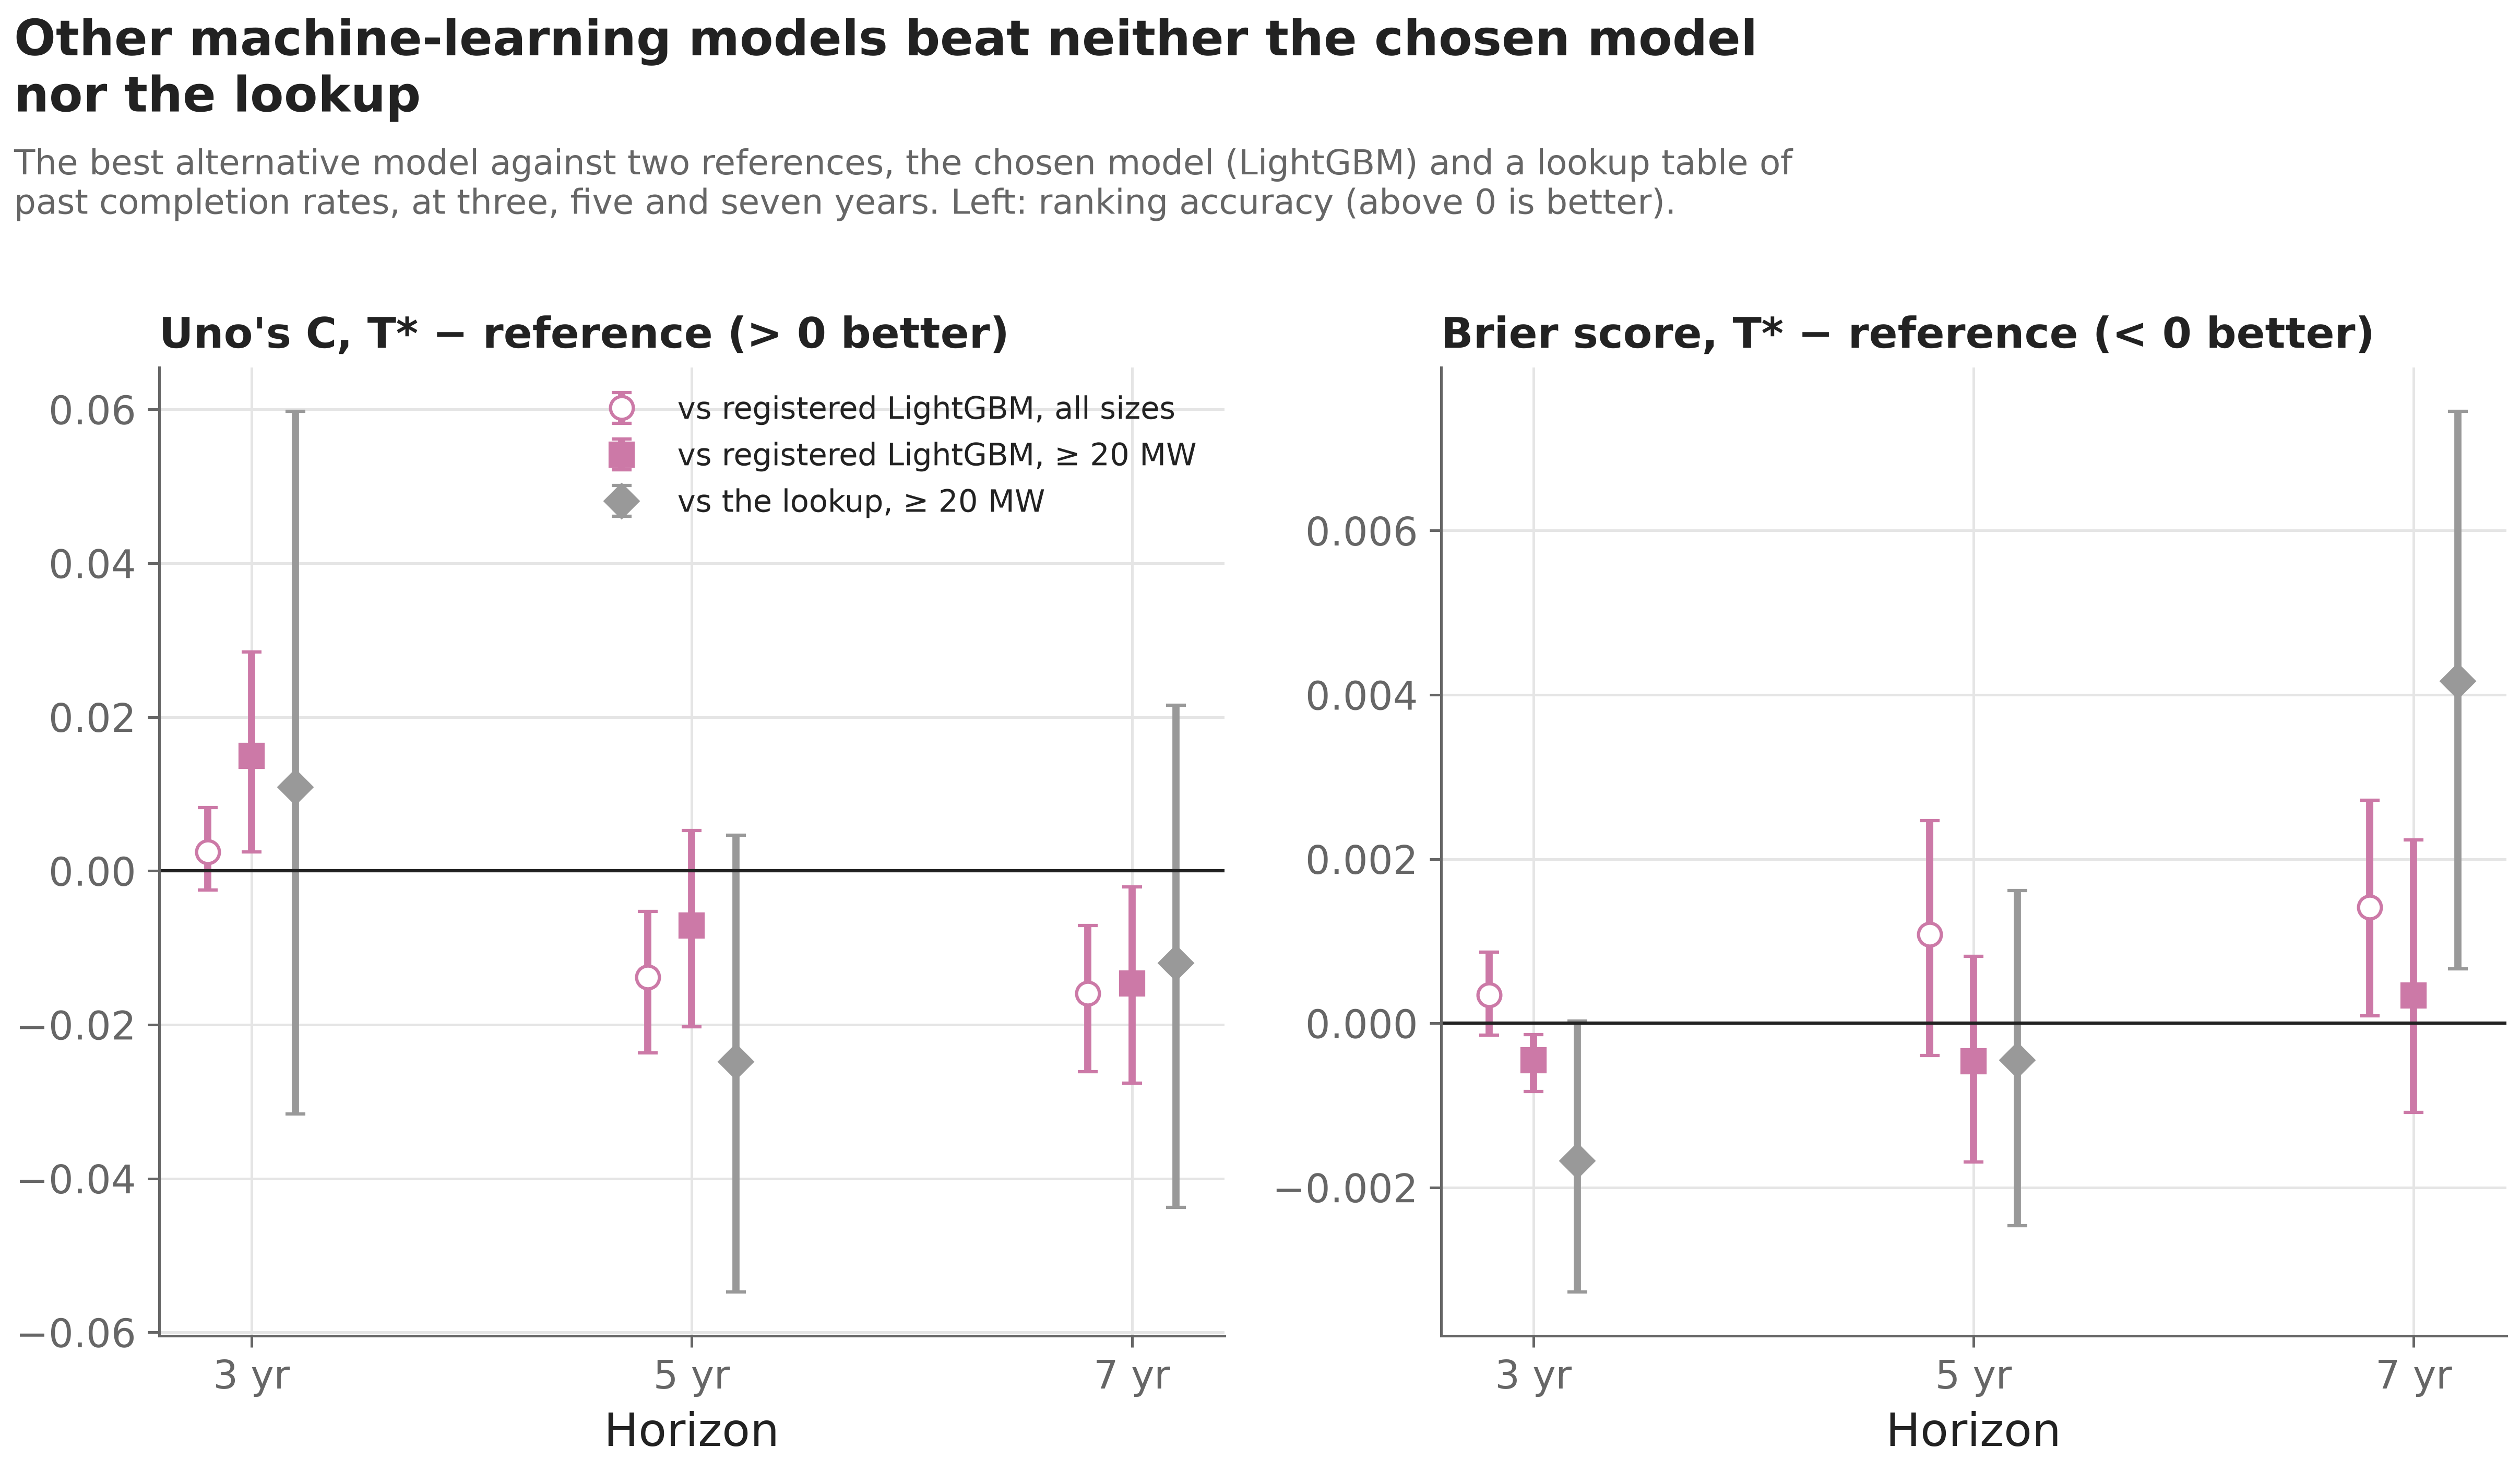 Other machine-learning models beat neither the chosen model
nor the lookup
The best alternative model against two references, the chosen model (LightGBM) and a lookup table of
past completion rates, at three, five and seven years. Left: ranking accuracy (above 0 is better).
Uno's C, T* − reference (> 0 better)
0.06
0.04
0.02
0.00
−0.02
−0.04
−0.06
vs registered LightGBM, all sizes
vs registered LightGBM, ≥ 20 MW
vs the lookup, ≥ 20 MW
3 yr
5 yr
7 yr
Horizon
Brier score, T* − reference (< 0 better)
0.006
0.004
0.002
0.000
−0.002
3 yr
5 yr
7 yr
Horizon